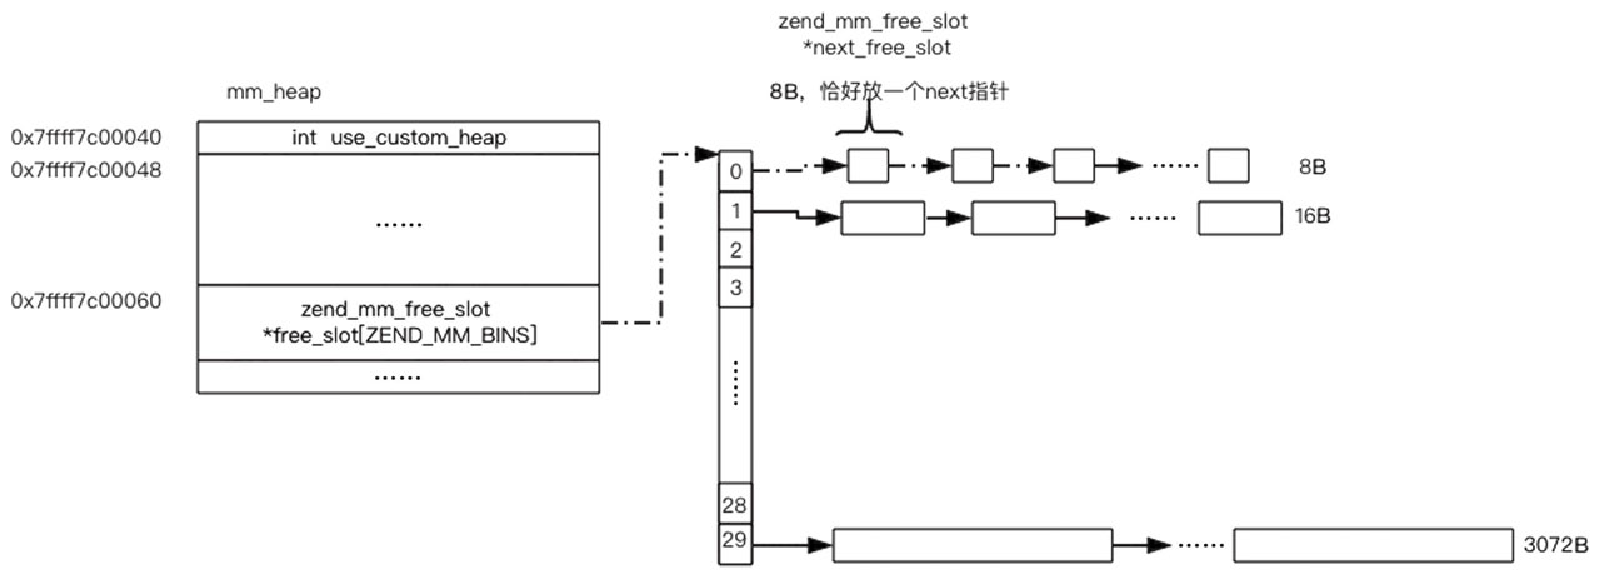 zend_mm_free_slot
*next_free_slot
8B，恰好放一个next指针
mm_heap
0x7ffff7c00040
int use_custom_heap
0x7ffff7c00048
......
0x7ffff7c00060
zend_mm_free_slot
*free_slot[ZEND_MM_BINS]
......
0
......
8B
1
......
16B
2
3
......
28
29
......
3072B